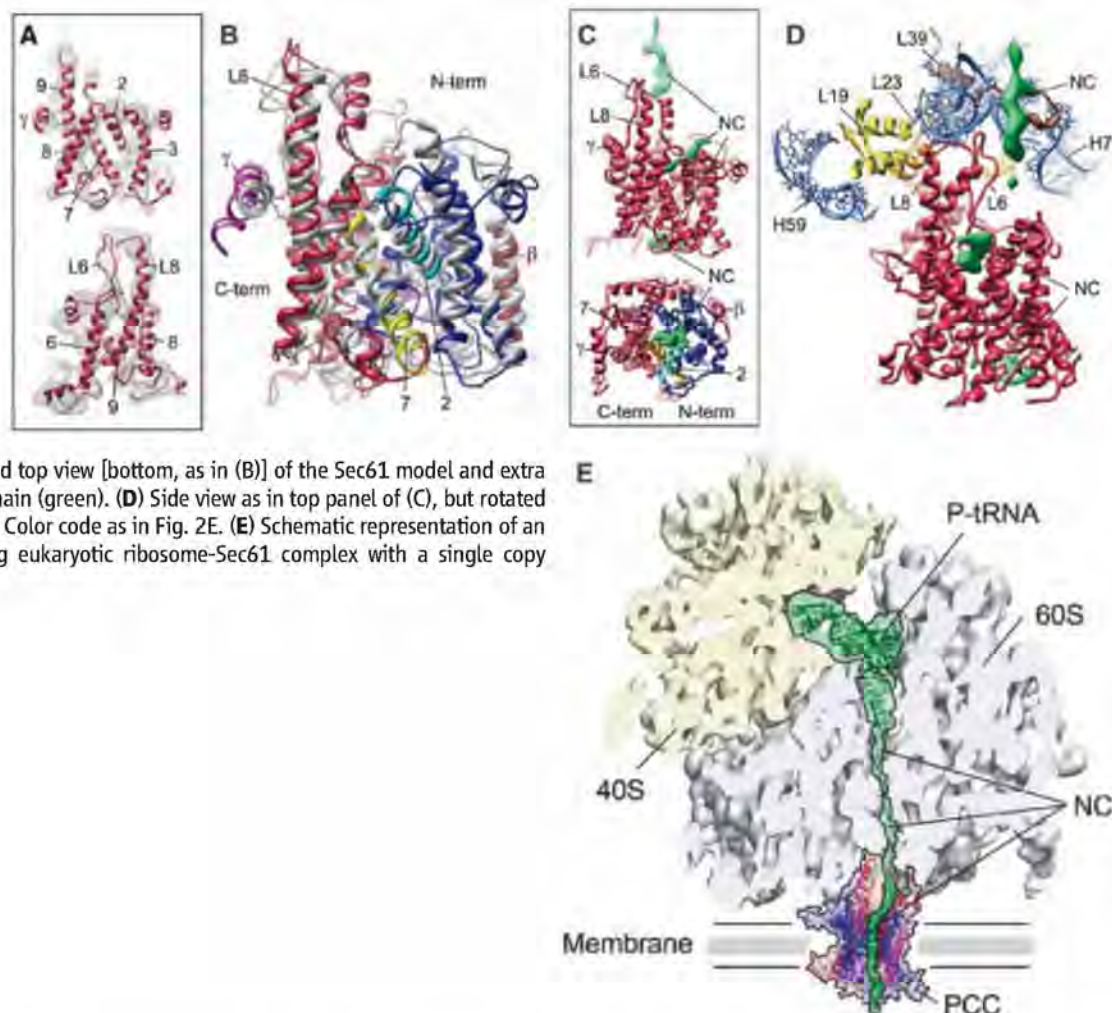 A
9
2
γ
8
3
7
L6
L8
6
8
9
B
L6
N-term
γ
C-term
β
7
2
C
L6
L8
NC
γ
NC
7
β
γ
2
C-term
N-term
D
L39
NC
L23
L19
H7
L8
L6
H59
NC
d top view [bottom, as in (B)] of the Sec61 model and extra
hain (green). (D) Side view as in top panel of (C), but rotated
Color code as in Fig. 2E. (E) Schematic representation of an
g eukaryotic ribosome-Sec61 complex with a single copy
E
P-tRNA
60S
40S
NC
Membrane
PCC